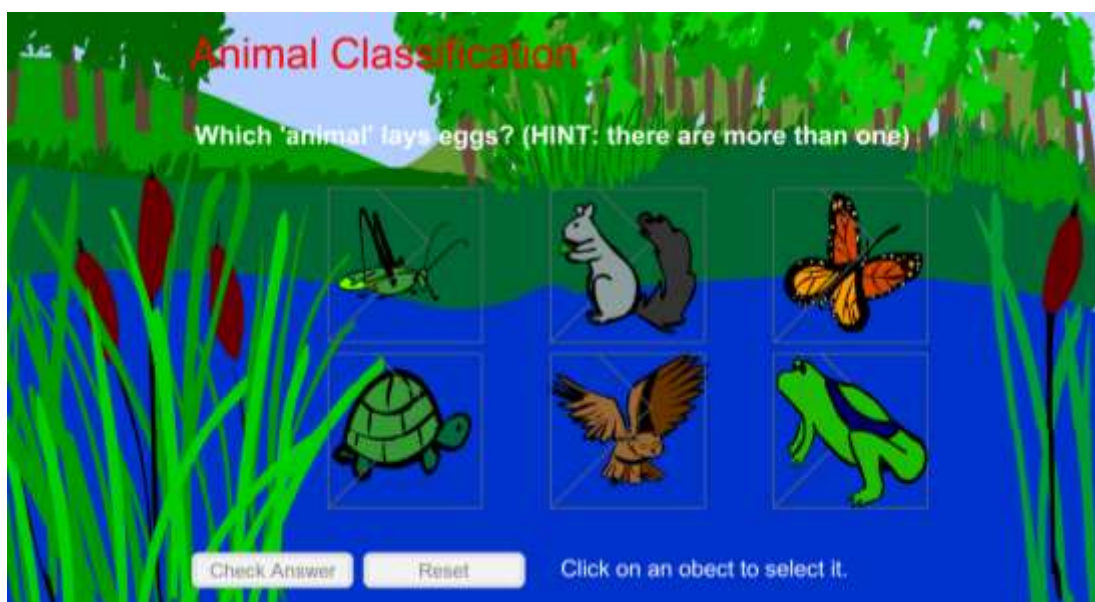 Animal Classification
Which 'animal' lays eggs? (HINT: there are more than one)
Check Answer
Reset
Click on an obect to select it.